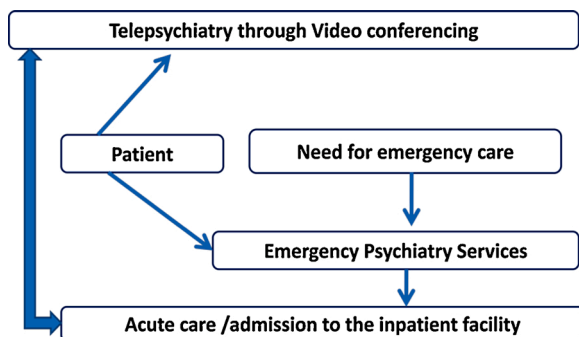 Telepsychiatry through Video conferencing
Patient
Need for emergency care
Emergency Psychiatry Services
Acute care /admission to the inpatient facility